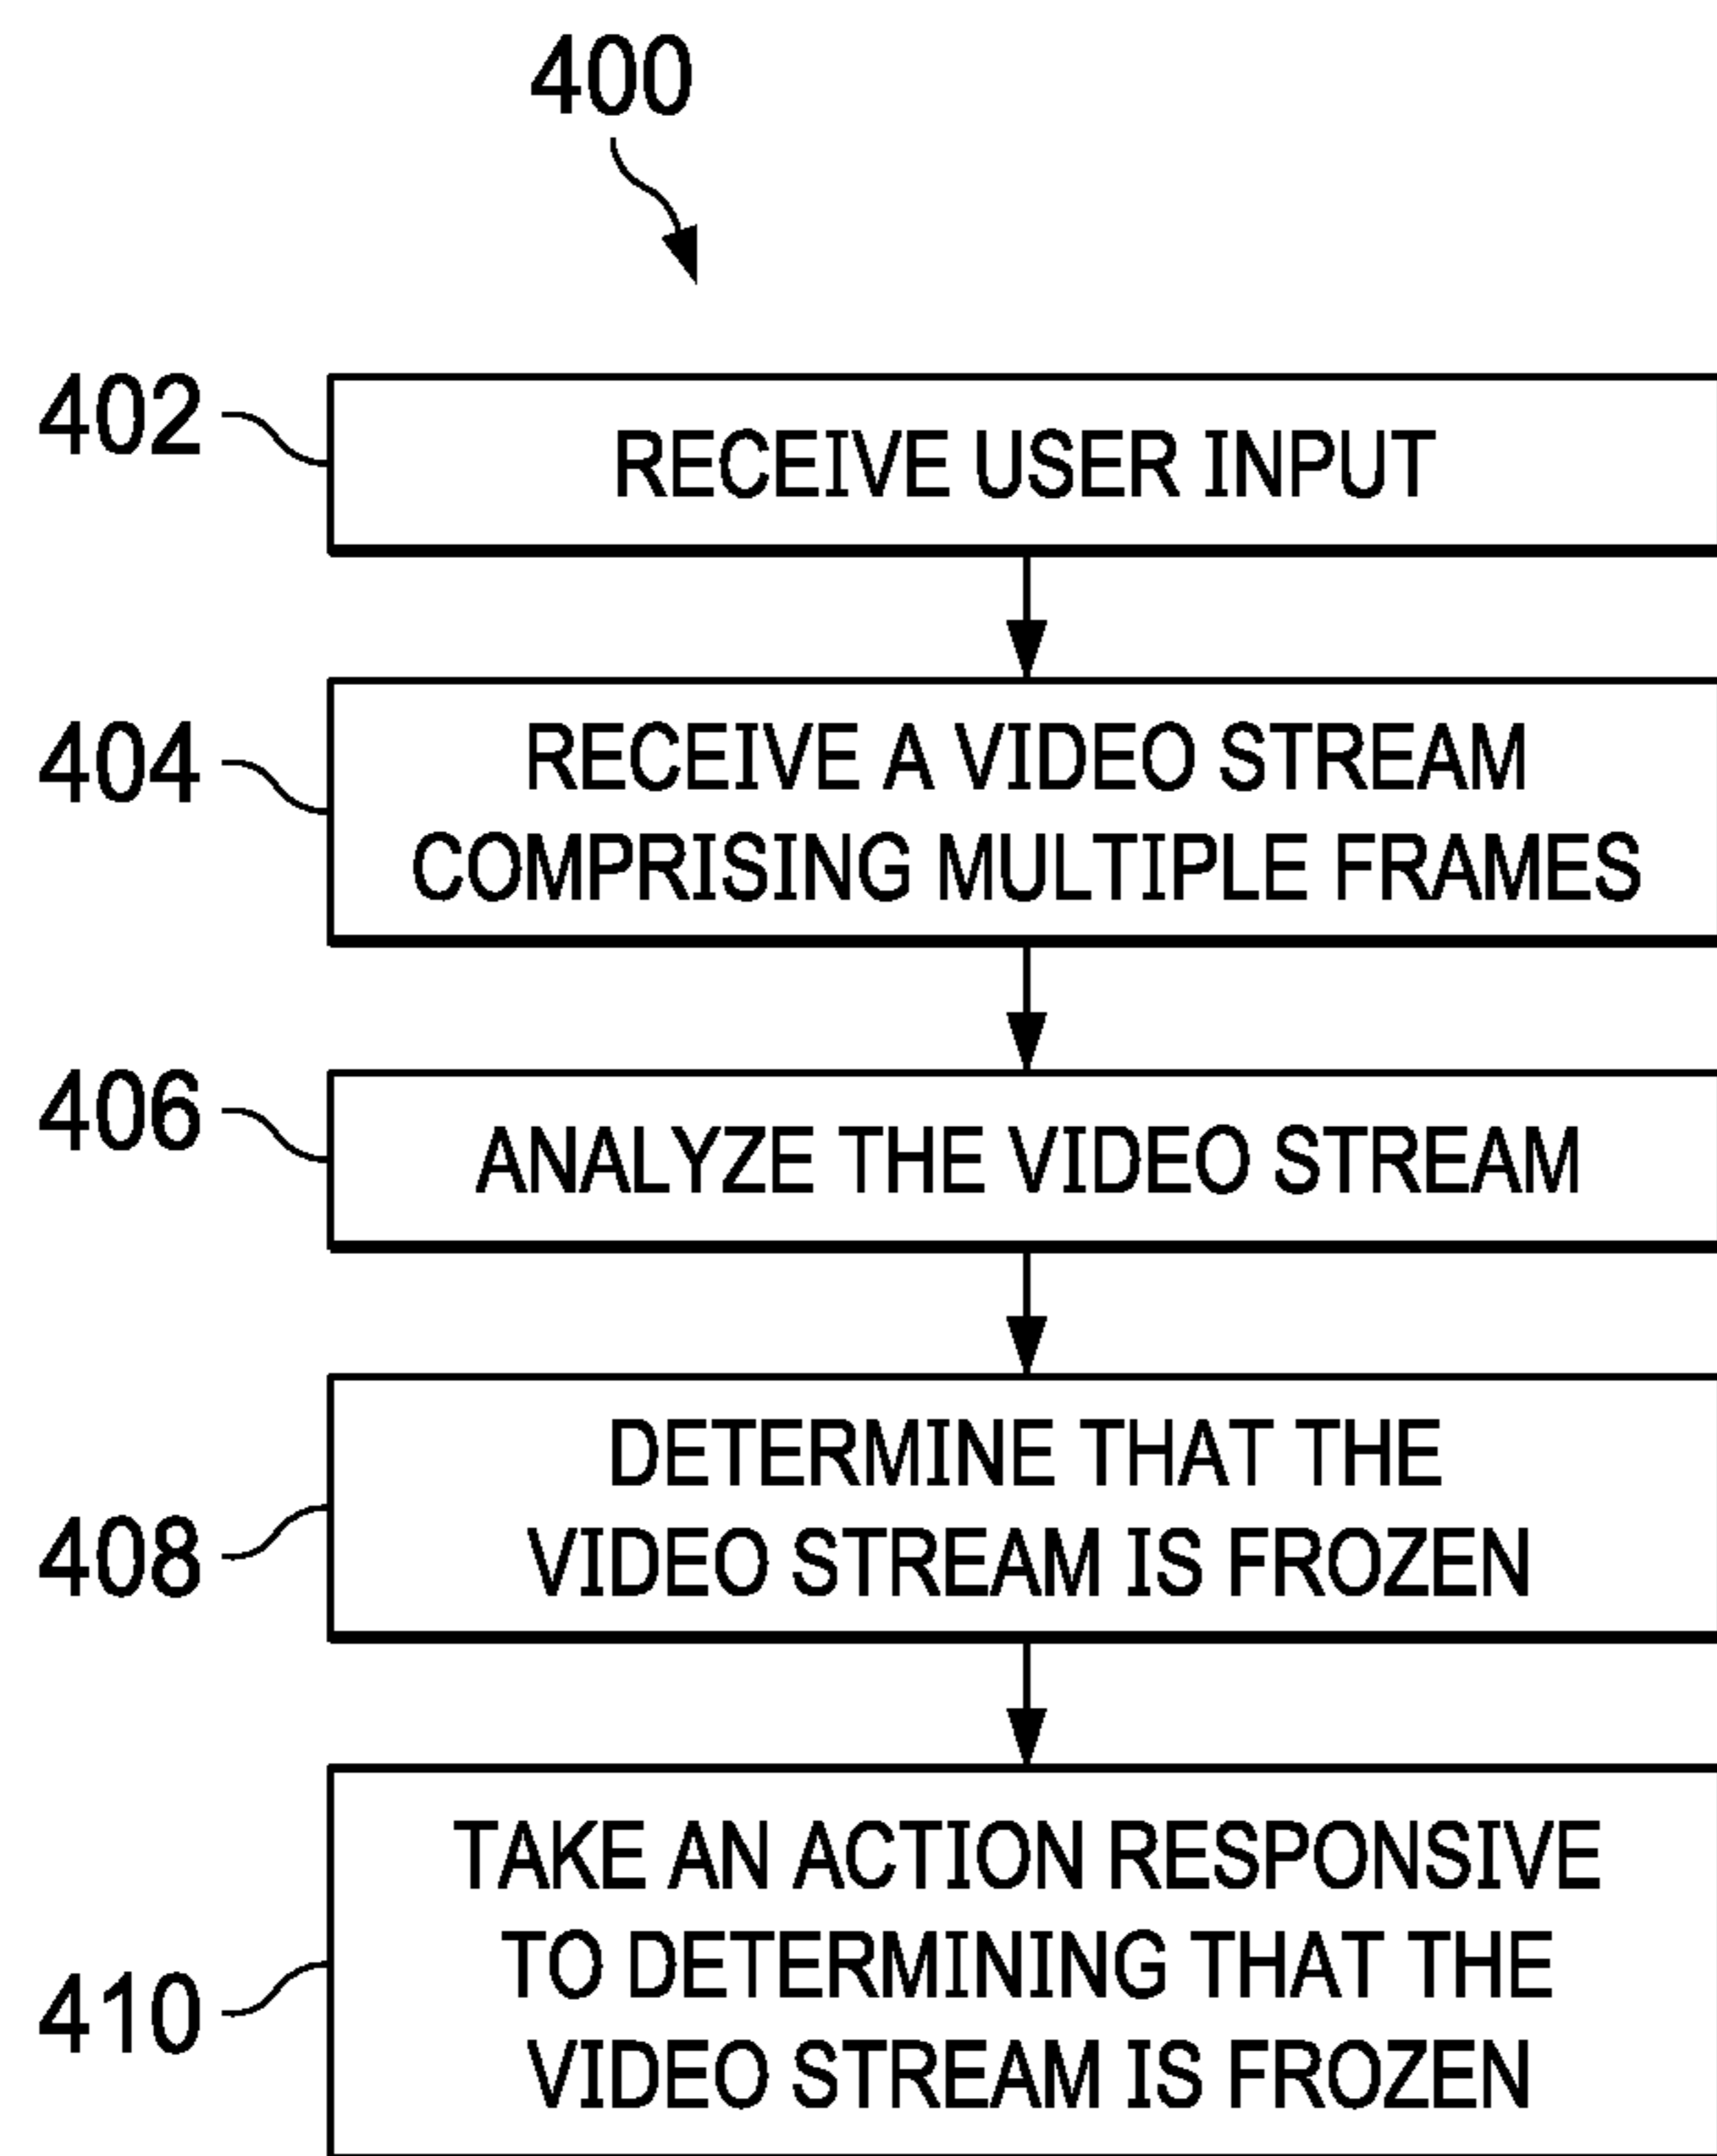 400
402
RECEIVE USER INPUT
404
RECEIVE A VIDEO STREAM
COMPRISING MULTIPLE FRAMES
406
ANALYZE THE VIDEO STREAM
408
DETERMINE THAT THE
VIDEO STREAM IS FROZEN
410
TAKE AN ACTION RESPONSIVE
TO DETERMINING THAT THE
VIDEO STREAM IS FROZEN